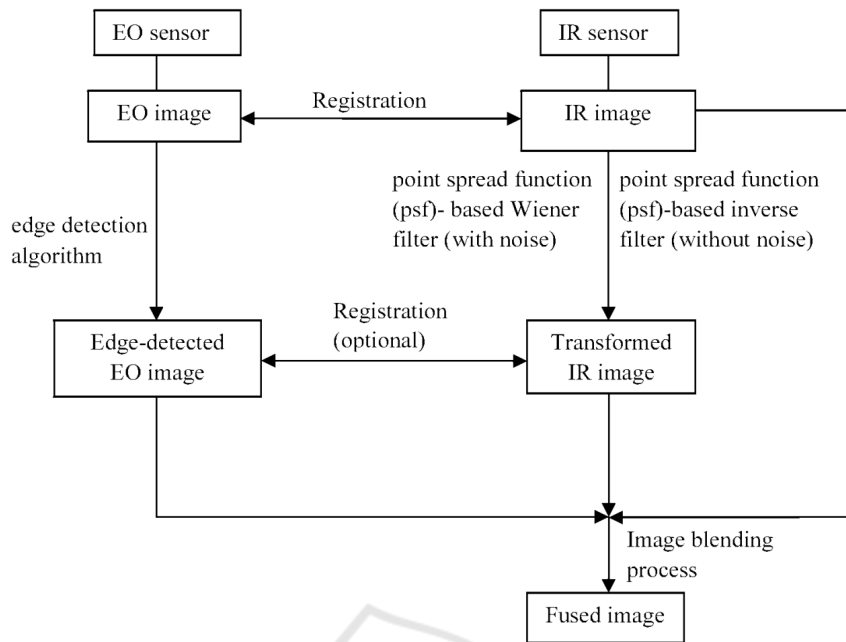 EO sensor
IR sensor
EO image
Registration
IR image
point spread function
(psf)- based Wiener
filter (with noise)
point spread function
(psf)-based inverse
filter (without noise)
edge detection
algorithm
Registration
(optional)
Edge-detected
EO image
Transformed
IR image
Image blending
process
Fused image